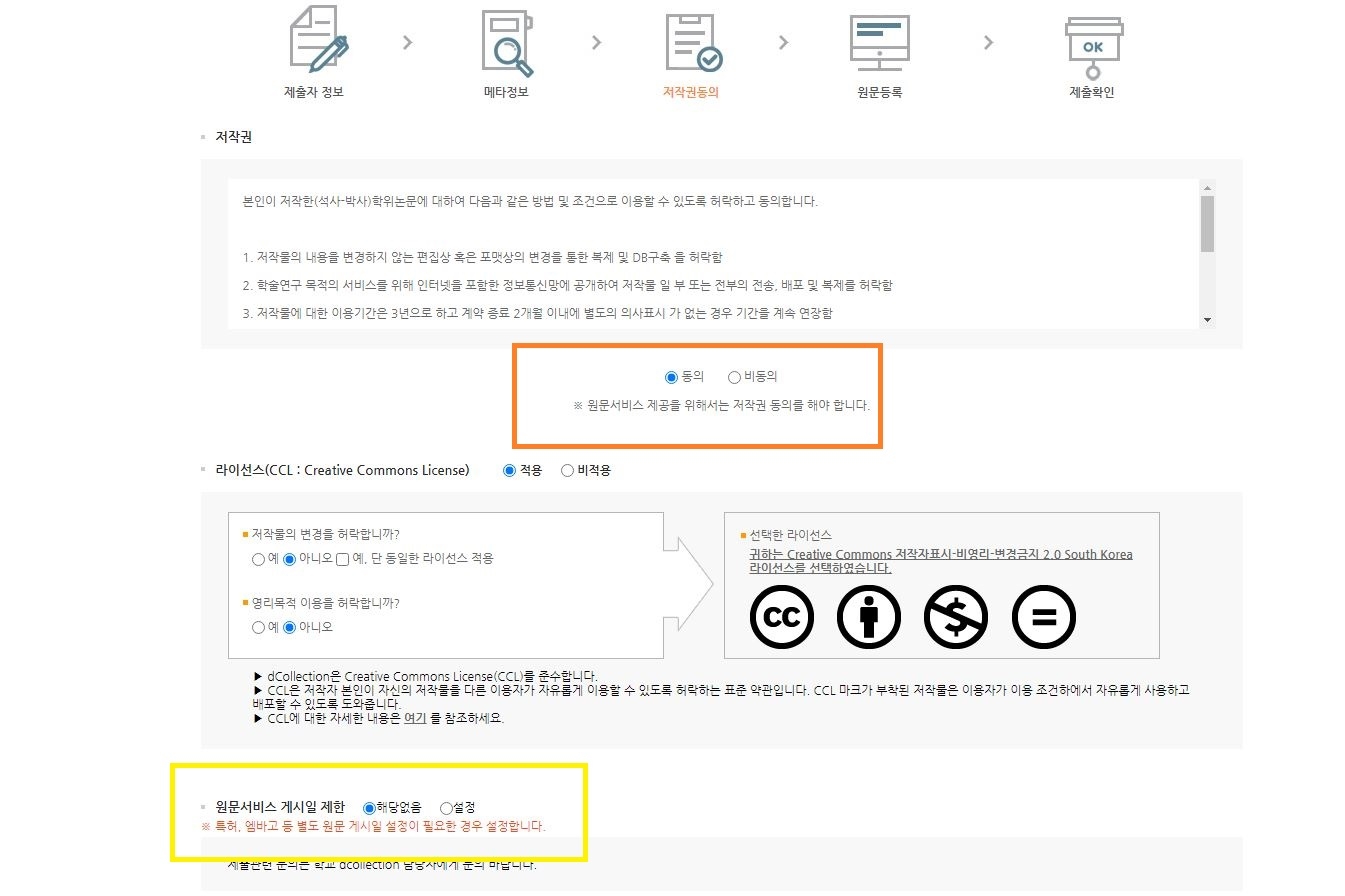 제출자 정보
메타정보
저작권동의
원문등록
OK
제출확인
저작권
본인이 저작한(석사-박사)학위논문에 대하여 다음과 같은 방법 및 조건으로 이용할 수 있도록 허락하고 동의합니다.
1. 저작물의 내용을 변경하지 않는 편집상 혹은 포맷상의 변경을 통한 복제 및 DB구축 을 허락함
2. 학술연구 목적의 서비스를 위해 인터넷을 포함한 정보통신망에 공개하여 저작물 일 부 또는 전부의 전송, 배포 및 복제를 허락함
3. 저작물에 대한 이용기간은 3년으로 하고 계약 종료 2개월 이내에 별도의 의사표시 가 없는 경우 기간을 계속 연장함
동의 비동의
※ 원문서비스 제공을 위해서는 저작권 동의를 해야 합니다.
라이선스(CCL : Creative Commons License) 적용 비적용
저작물의 변경을 허락합니까?
예 아니오 예, 단 동일한 라이선스 적용
영리목적 이용을 허락합니까?
예 아니오
선택한 라이선스
귀하는 Creative Commons 저작자표시-비영리-변경금지 2.0 South Korea
라이선스를 선택하였습니다.
cc $ =
▶ dCollection은 Creative Commons License(CCL)를 준수합니다.
▶ CCL은 저작자 본인이 자신의 저작물을 다른 이용자가 자유롭게 이용할 수 있도록 허락하는 표준 약관입니다. CCL 마크가 부착된 저작물은 이용자가 이용 조건하에서 자유롭게 사용하고
배포할 수 있도록 도와줍니다.
▶ CCL에 대한 자세한 내용은 여기 를 참조하세요.
원문서비스 게시일 제한 해당없음 설정
※ 특허, 엠바고 등 별도 원문 게시일 설정이 필요한 경우 설정합니다.
제출관련 문의는 학교 dcollection 담당자에게 문의 바랍니다.